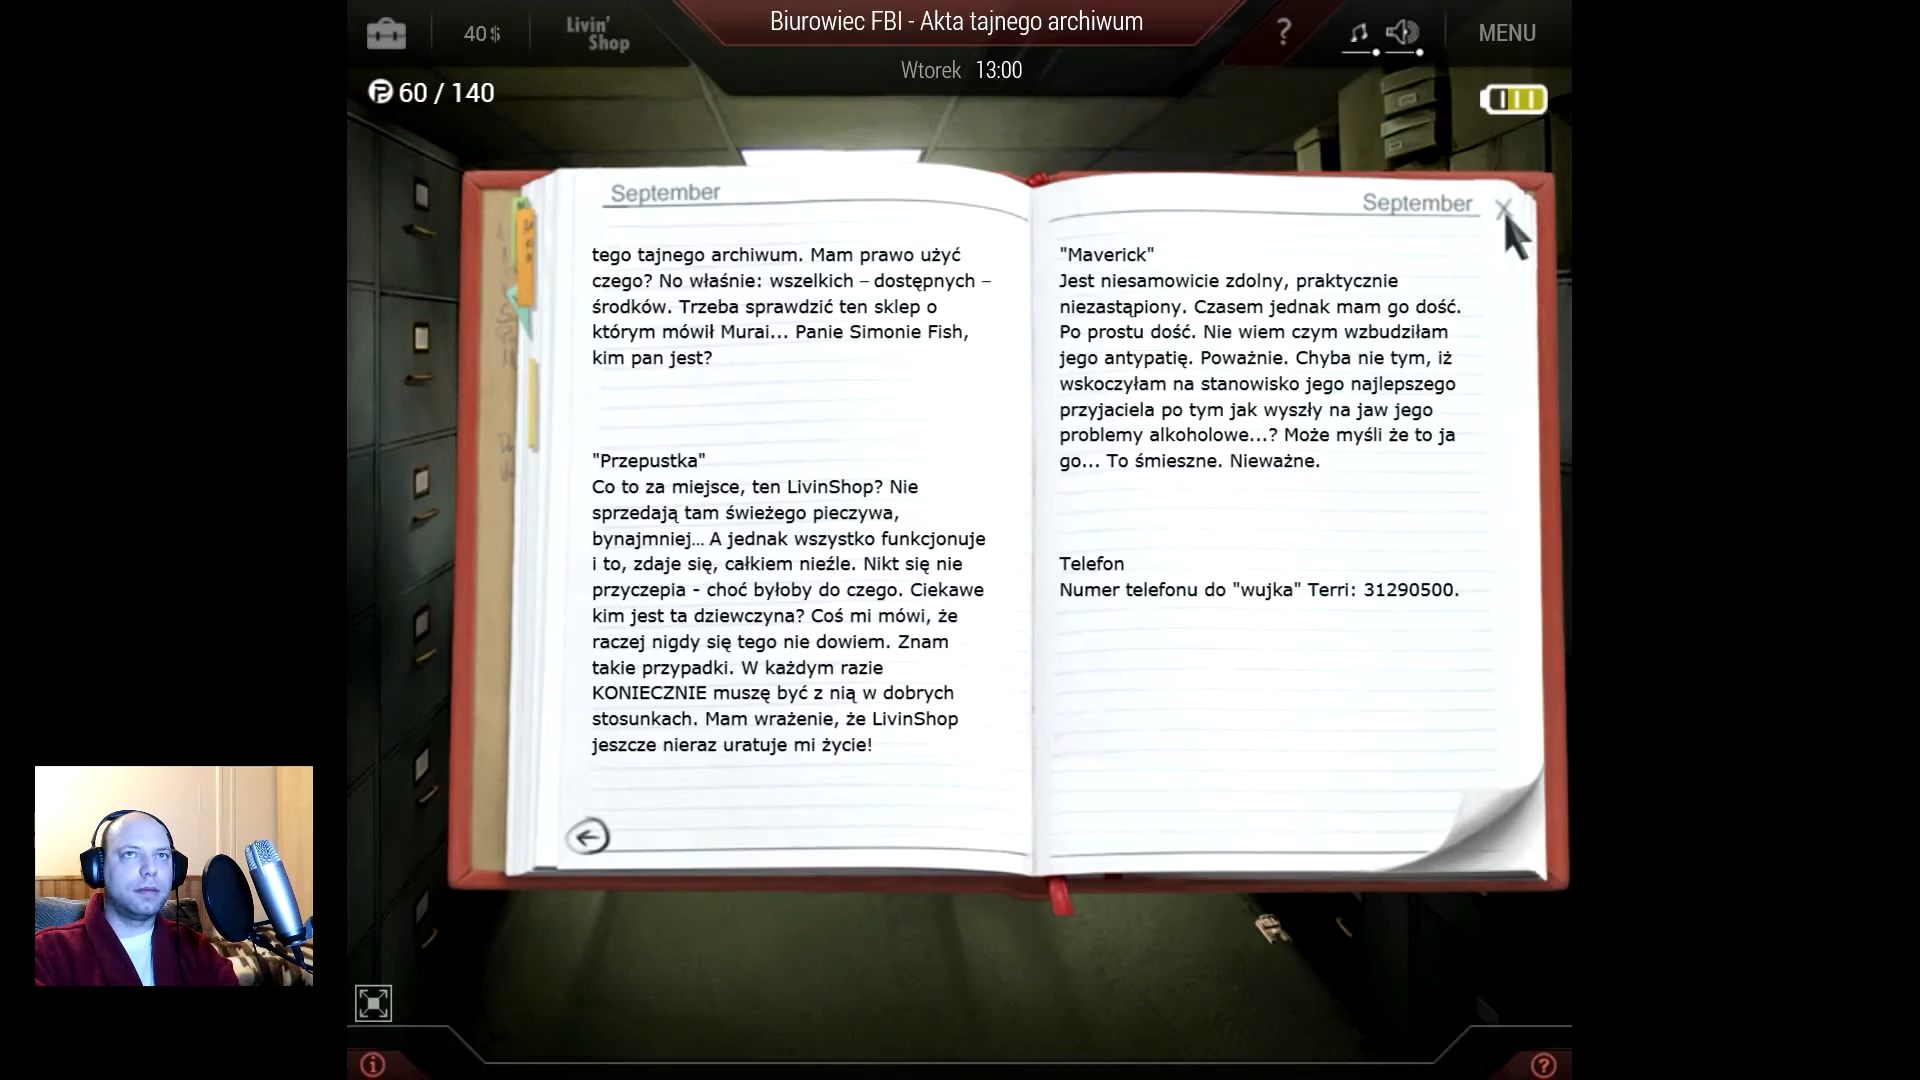 40$
Livin' Shop
Biurowiec FBI - Akta tajnego archiwum
?
MENU
Wtorek 13:00
60 / 140
September
tego tajnego archiwum. Mam prawo użyć
czego? No właśnie: wszelkich – dostępnych –
środków. Trzeba sprawdzić ten sklep o
którym mówił Murai... Panie Simonie Fish,
kim pan jest?
"Przepustka"
Co to za miejsce, ten LivinShop? Nie
sprzedają tam świeżego pieczywa,
bynajmniej... A jednak wszystko funkcjonuje
i to, zdaje się, całkiem nieźle. Nikt się nie
przyczepia - choć byłoby do czego. Ciekawe
kim jest ta dziewczyna? Coś mi mówi, że
raczej nigdy się tego nie dowiem. Znam
takie przypadki. W każdym razie
KONIECZNIE muszę być z nią w dobrych
stosunkach. Mam wrażenie, że LivinShop
jeszcze nieraz uratuje mi życie!
September
"Maverick"
Jest niesamowicie zdolny, praktycznie
niezastąpiony. Czasem jednak mam go dość.
Po prostu dość. Nie wiem czym wzbudziłam
jego antypatię. Poważnie. Chyba nie tym, iż
wskoczyłam na stanowisko jego najlepszego
przyjaciela po tym jak wyszły na jaw jego
problemy alkoholowe...? Może myśli że to ja
go... To śmieszne. Nieważne.
Telefon
Numer telefonu do "wujka" Terri: 31290500.